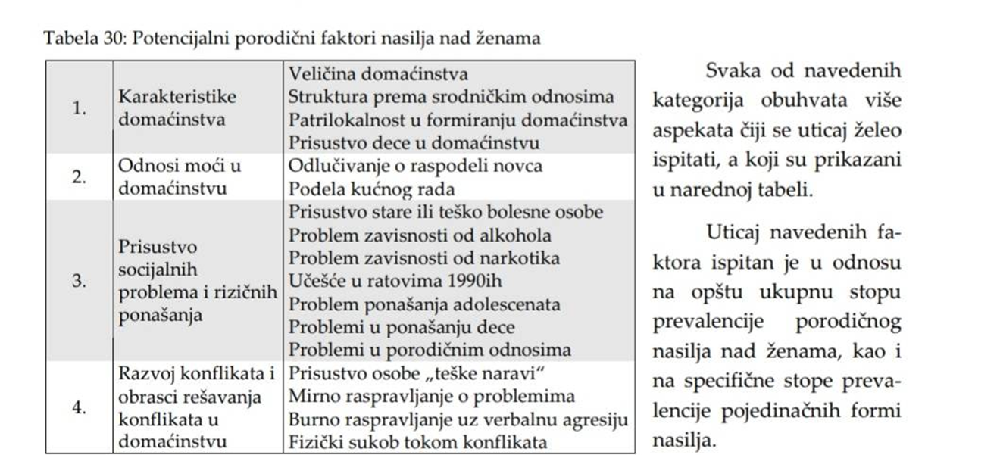 Tabela 30: Potencijalni porodični faktori nasilja nad ženama
1.
Karakteristike
domaćinstva
Veličina domaćinstva
Struktura prema srodničkim odnosima
Patrilokalnost u formiranju domaćinstva
Prisustvo dece u domaćinstvu
2.
Odnosi moći u
domaćinstvu
Odlučivanje o raspodeli novca
Podela kućnog rada
3.
Prisustvo
socijalnih
problema i rizičnih
ponašanja
Prisustvo stare ili teško bolesne osobe
Problem zavisnosti od alkohola
Problem zavisnosti od narkotika
Učešće u ratovima 1990ih
Problem ponašanja adolescenata
Problemi u ponašanju dece
Problemi u porodičnim odnosima
4.
Razvoj konflikata i
obrasci rešavanja
konflikata u
domaćinstvu
Prisustvo osobe „teške naravi“
Mirno raspravljanje o problemima
Burno raspravljanje uz verbalnu agresiju
Fizički sukob tokom konflikata
Svaka od navedenih
kategorija obuhvata više
aspekata čiji se uticaj želeo
ispitati, a koji su prikazani
u narednoj tabeli.
Uticaj navedenih fa-
ktora ispitan je u odnosu
na opštu ukupnu stopu
prevalencije porodičnog
nasilja nad ženama, kao i
na specifične stope preva-
lencije pojedinačnih formi
nasilja.